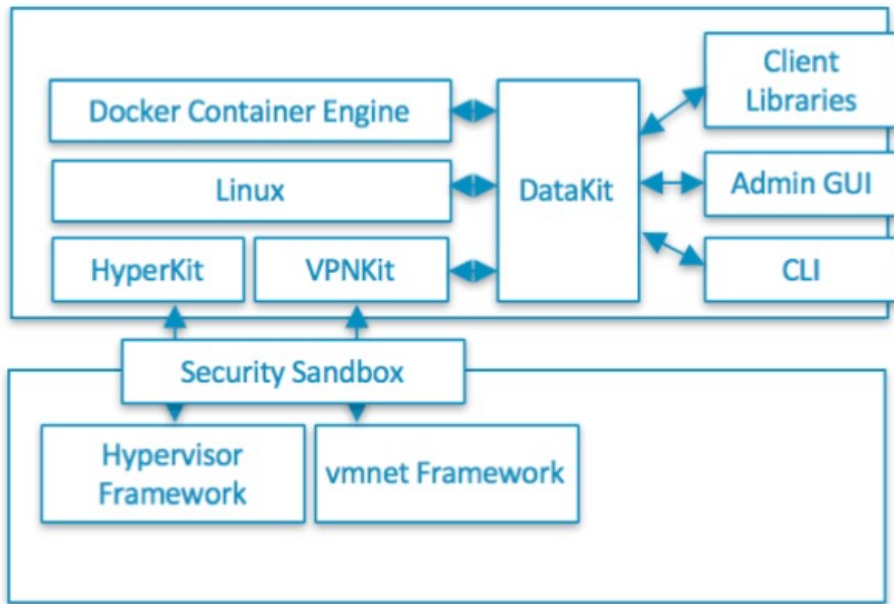 Docker Container Engine
Linux
HyperKit
VPNKit
DataKit
Client
Libraries
Admin GUI
CLI
Security Sandbox
Hypervisor
Framework
vmnet Framework